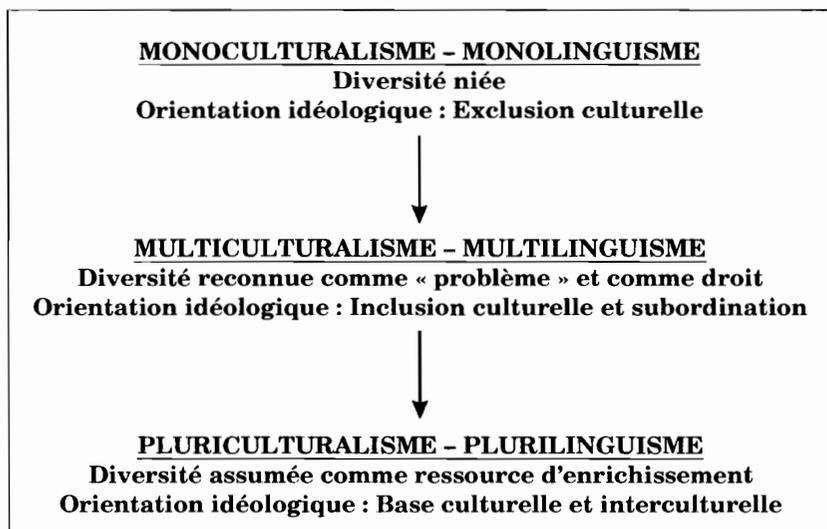 MONOCULTURALISME – MONOLINGUISME
Diversité niée
Orientation idéologique : Exclusion culturelle
MULTICULTURALISME – MULTILINGUISME
Diversité reconnue comme « problème » et comme droit
Orientation idéologique : Inclusion culturelle et subordination
PLURICULTURALISME – PLURILINGUISME
Diversité assumée comme ressource d'enrichissement
Orientation idéologique : Base culturelle et interculturelle